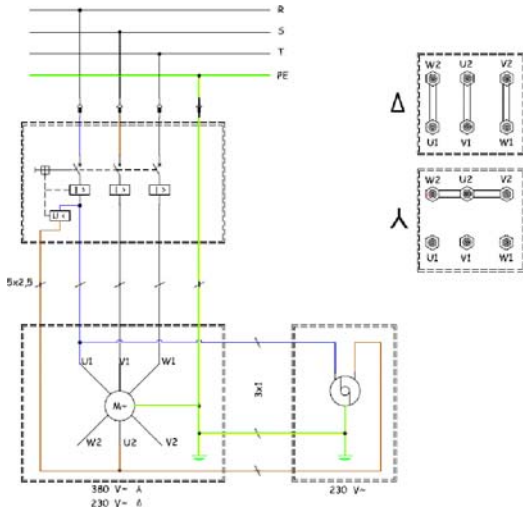 R
S
T
PE
W2 U2 V2
Δ
U1 V1 W1
W2 U2 V2
U1 V1 W1
I> I> I>
U<
5x2,5
U1 V1 W1
M~
W2 U2 V2
3x1
380 V~
230 V~ Δ
230 V~